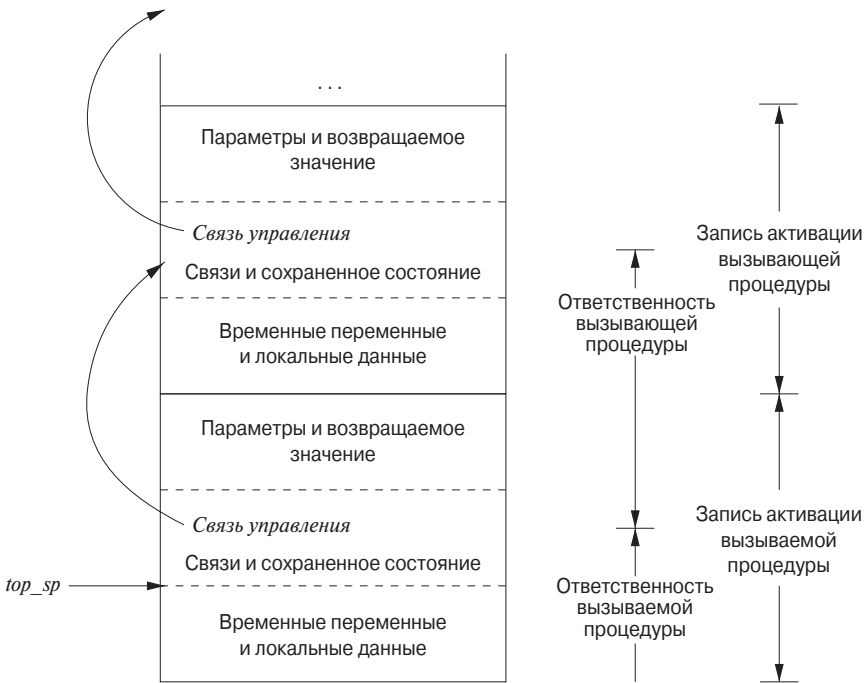 . . .
Параметры и возвращаемое
значение
Связь управления
Связи и сохраненное состояние
Временные переменные
и локальные данные
Параметры и возвращаемое
значение
Связь управления
Связи и сохраненное состояние
top_sp
Временные переменные
и локальные данные
Ответственность
вызывающей
процедуры
Ответственность
вызываемой
процедуры
Запись активации
вызывающей
процедуры
Запись активации
вызываемой
процедуры